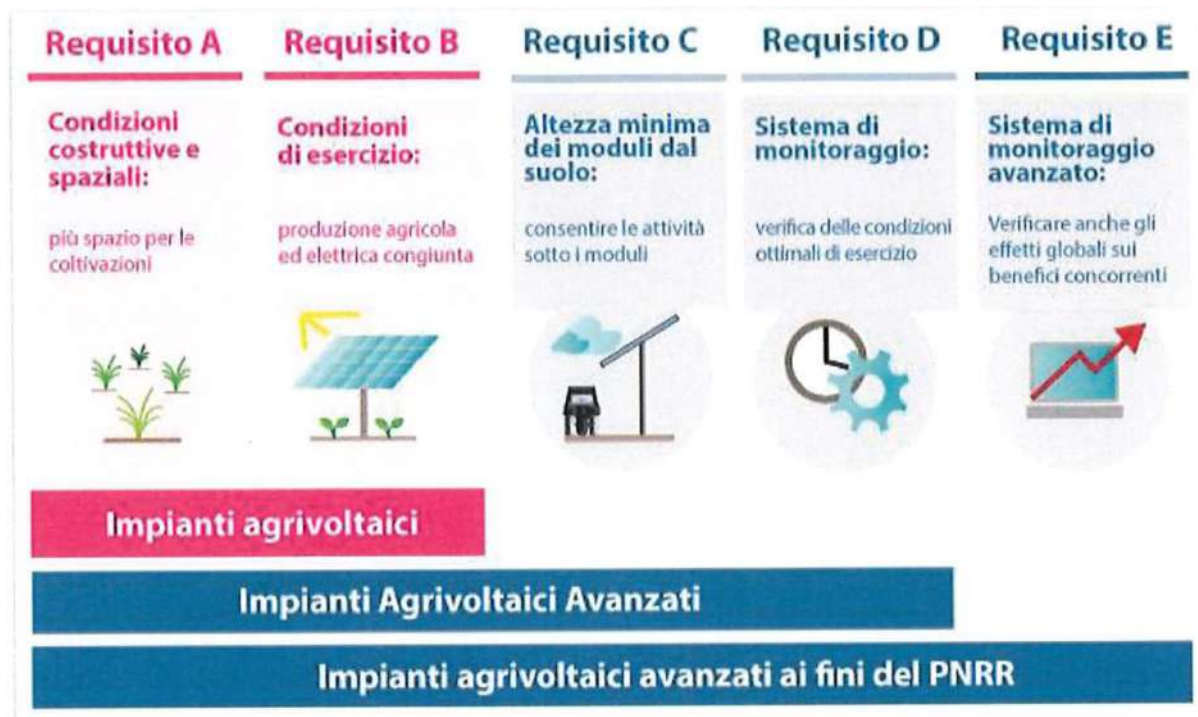 Requisito A
Requisito B
Requisito C
Requisito D
Requisito E
Condizioni
costruttive e
spaziali:
più spazio per le
coltivazioni
Condizioni
di esercizio:
produzione agricola
ed elettrica congiunta
Altezza minima
dei moduli dal
suolo:
consentire le attività
sotto i moduli
Sistema di
monitoraggio:
verifica delle condizioni
ottimali di esercizio
Sistema di
monitoraggio
avanzato:
Verificare anche gli
effetti globali sui
benefici concorrenti
Impianti agrivoltaici
Impianti Agrivoltaici Avanzati
Impianti agrivoltaici avanzati ai fini del PNRR